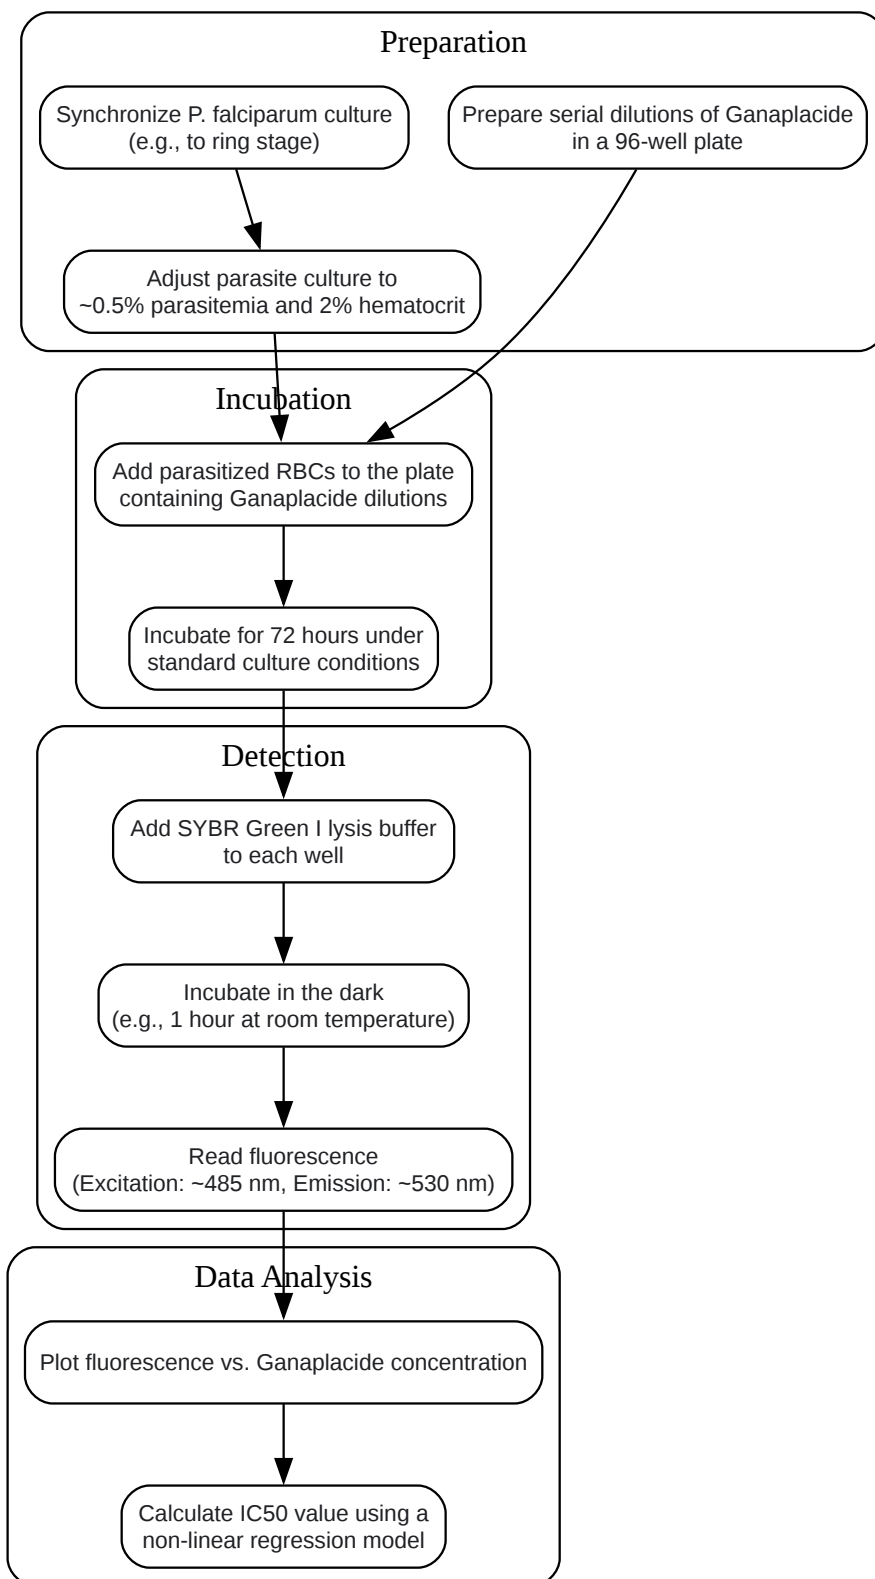 Preparation
Synchronize P. falciparum culture
(e.g., to ring stage)
Prepare serial dilutions of Ganaplacide
in a 96-well plate
Adjust parasite culture to
~0.5% parasitemia and 2% hematocrit
Incubation
Add parasitized RBCs to the plate
containing Ganaplacide dilutions
Incubate for 72 hours under
standard culture conditions
Detection
Add SYBR Green I lysis buffer
to each well
Incubate in the dark
(e.g., 1 hour at room temperature)
Read fluorescence
(Excitation: ~485 nm, Emission: ~530 nm)
Data Analysis
Plot fluorescence vs. Ganaplacide concentration
Calculate IC50 value using a
non-linear regression model